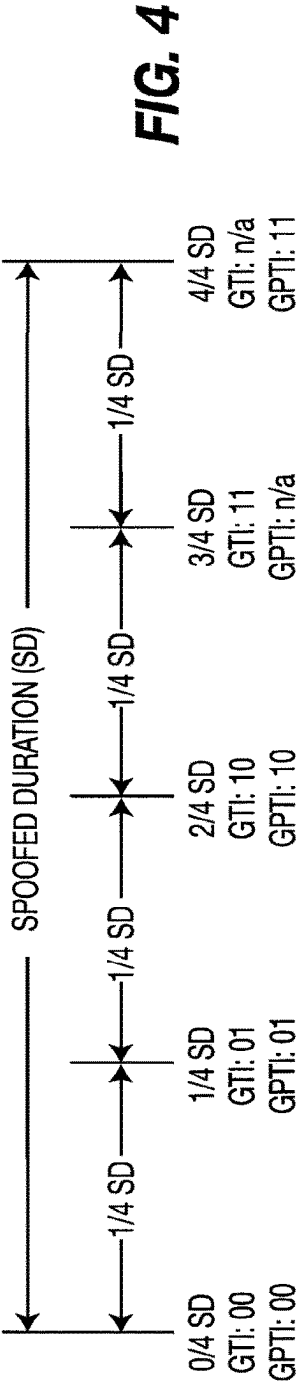 SPOOFED DURATION (SD)
1/4 SD
1/4 SD
1/4 SD
1/4 SD
0/4 SD
GTI: 00
GPTI: 00
1/4 SD
GTI: 01
GPTI: 01
2/4 SD
GTI: 10
GPTI: 10
3/4 SD
GTI: 11
GPTI: n/a
4/4 SD
GTI: n/a
GPTI: 11
FIG. 4